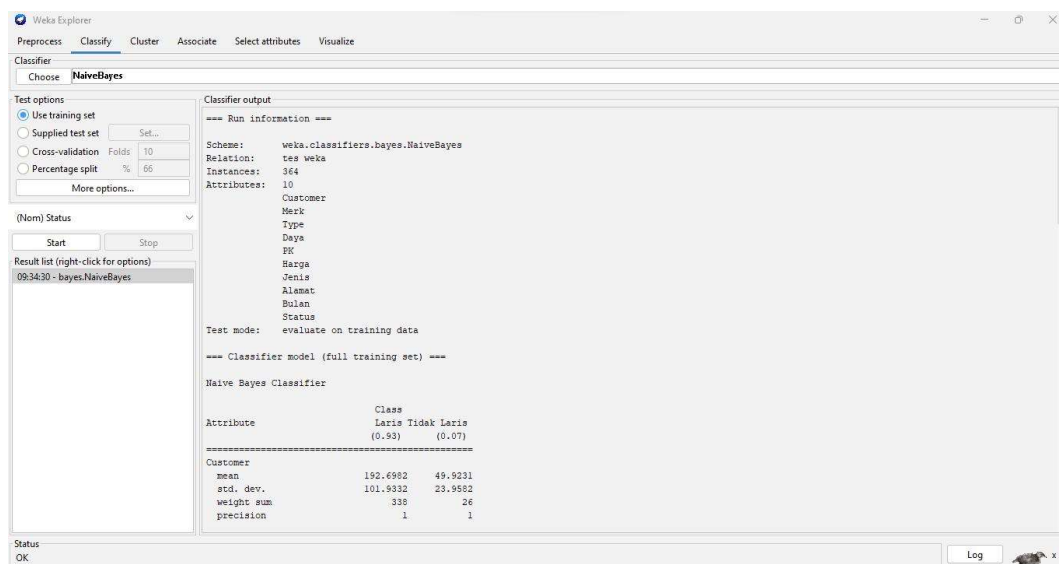 Weka Explorer
Preprocess Classify Cluster Associate Select attributes Visualize
Classifier
Choose NaiveBayes
Test options
Use training set
Supplied test set Set...
Cross-validation Folds 10
Percentage split % 66
More options...
(Nom) Status
Start Stop
Result list (right-click for options)
09:34:30 - bayes.NaiveBayes
Classifier output
=== Run information ===
Scheme: weka.classifiers.bayes.NaiveBayes
Relation: tes weka
Instances: 364
Attributes: 10
Customer
Merk
Type
Daya
PK
Harga
Jenis
Alamat
Bulan
Status
Test mode: evaluate on training data
=== Classifier model (full training set) ===
Naive Bayes Classifier
Class
Attribute Laris Tidak Laris
(0.93) (0.07)
================================================
Customer
mean 192.6982 49.9231
std. dev. 101.9332 23.9582
weight sum 338 26
precision 1 1
Status
OK
Log x